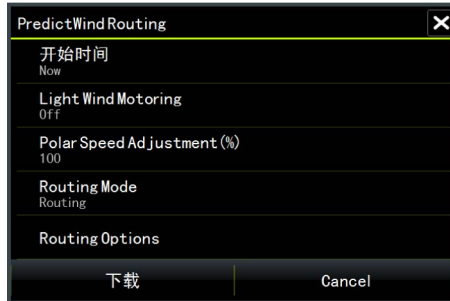 PredictWind Routing
开始时间
Now
Light Wind Motoring
Off
Polar Speed Adjustment(%)
100
Routing Mode
Routing
Routing Options
下载 Cancel